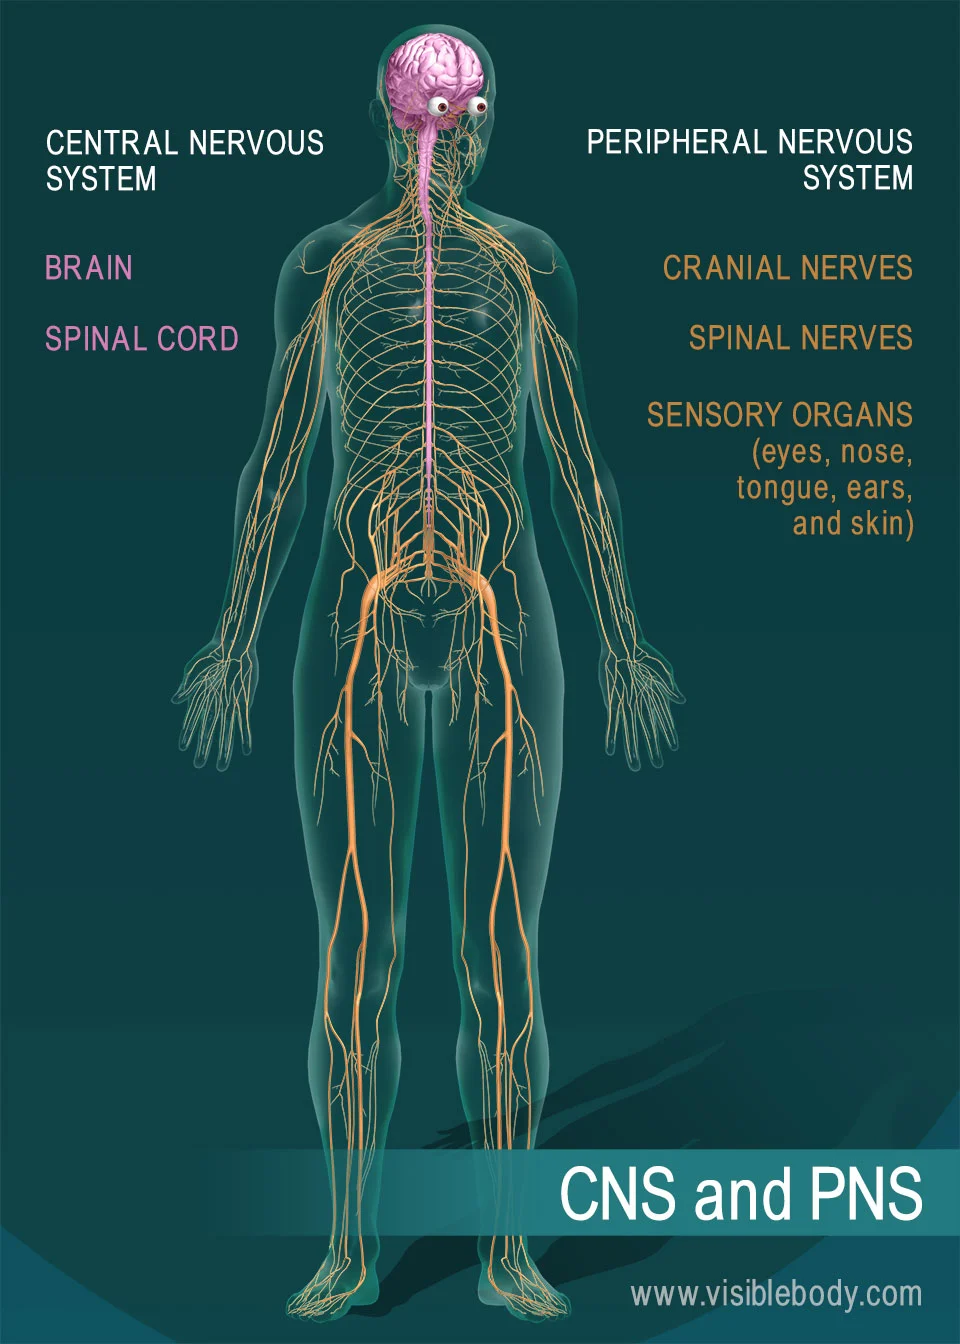 CENTRAL NERVOUS
SYSTEM
BRAIN
SPINAL CORD
PERIPHERAL NERVOUS
SYSTEM
CRANIAL NERVES
SPINAL NERVES
SENSORY ORGANS
(eyes, nose,
tongue, ears,
and skin)
CNS and PNS
www.visiblebody.com